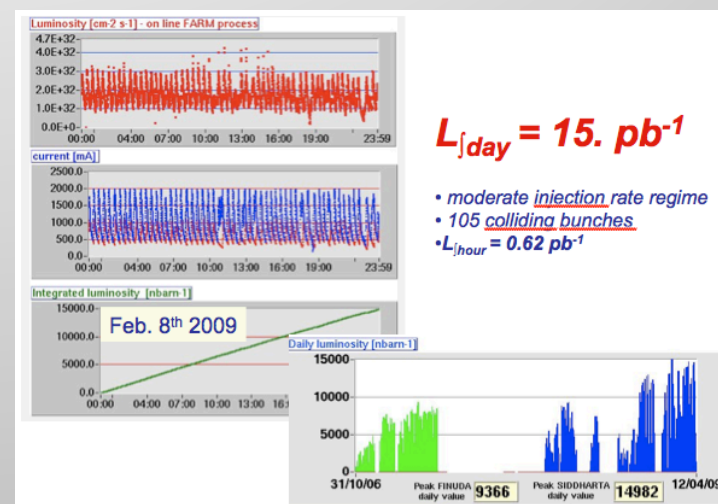 Luminosity [cm-2 s-1] - on line FARM process
4.7E+32
4.0E+32
3.0E+32
2.0E+32
1.0E+32
0.0E+0
00:00 04:00 07:00 10:00 13:00 16:00 19:00 23:59
current [mA]
2500.0
2000.0
1500.0
1000.0
500.0
0.0
00:00 04:00 07:00 10:00 13:00 16:00 19:00 23:59
Integrated luminosity [nbarn-1]
15000.0
10000.0
5000.0
0.0
00:00 04:00 07:00 10:00 13:00 16:
Feb. 8th 2009
L∫day = 15. pb-1
• moderate injection rate regime
• 105 colliding bunches
•L∫hour = 0.62 pb-1
Daily luminosity [nbarn-1]
15000
10000
5000
0
31/10/06 12/04/09
Peak FINUDA daily value 9366
Peak SIDDHARTA daily value 14982